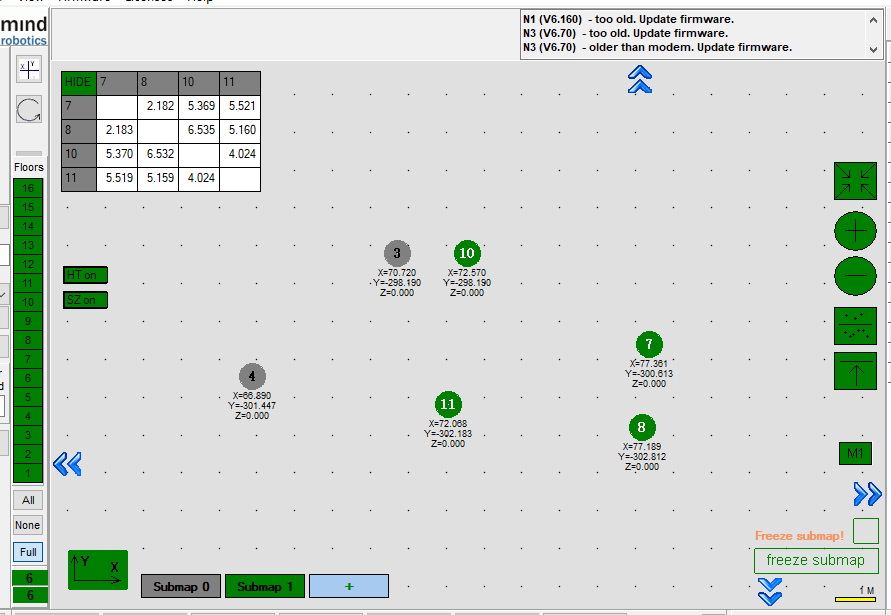 Firmware
Licenses
Help
mind
robotics
N1 (V6.160) - too old. Update firmware.
N3 (V6.70) - too old. Update firmware.
N3 (V6.70) - older than modem. Update firmware.
HIDE 7 8 10 11
7 2.182 5.369 5.521
8 2.183 6.535 5.160
10 5.370 6.532 4.024
11 5.519 5.159 4.024
X Y
Floors
16
15
14
13
12
11
10
9
8
7
6
5
4
3
2
1
All
None
Full
6
6
HT on
SZ on
3
X=70.720
Y=-298.190
Z=0.000
10
X=72.570
Y=-298.190
Z=0.000
7
X=77.361
Y=-300.613
Z=0.000
4
X=66.890
Y=-301.447
Z=0.000
11
X=72.068
Y=-302.183
Z=0.000
8
X=77.189
Y=-302.812
Z=0.000
M1
Freeze submap!
freeze submap
Y X
Submap 0
Submap 1
+
1 M